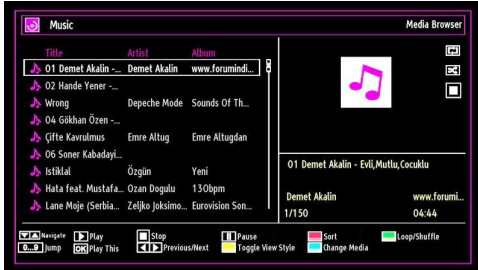 Music Media Browser
Title Artist Album
01 Demet Akalin -... Demet Akalin www.forumindi...
02 Hande Yener -...
Wrong Depeche Mode Sounds Of Th...
04 Gökhan Özen -...
Çifte Kavrulmus Emre Altug Emre Altugdan
06 Soner Kabadayi...
Istiklal Özgün Yeni
Hata feat. Mustafa... Ozan Dogulu 130bpm
Lane Moje (Serbia... Zeljko Joksimo... Eurovision Son...
01 Demet Akalin - Evli,Mutlu,Cocuklu
Demet Akalin www.forumi...
1/150 04:44
Navigate Play Stop Pause Sort Loop/Shuffle
0...9 Jump OK Play This Previous/Next Toggle View Style Change Media